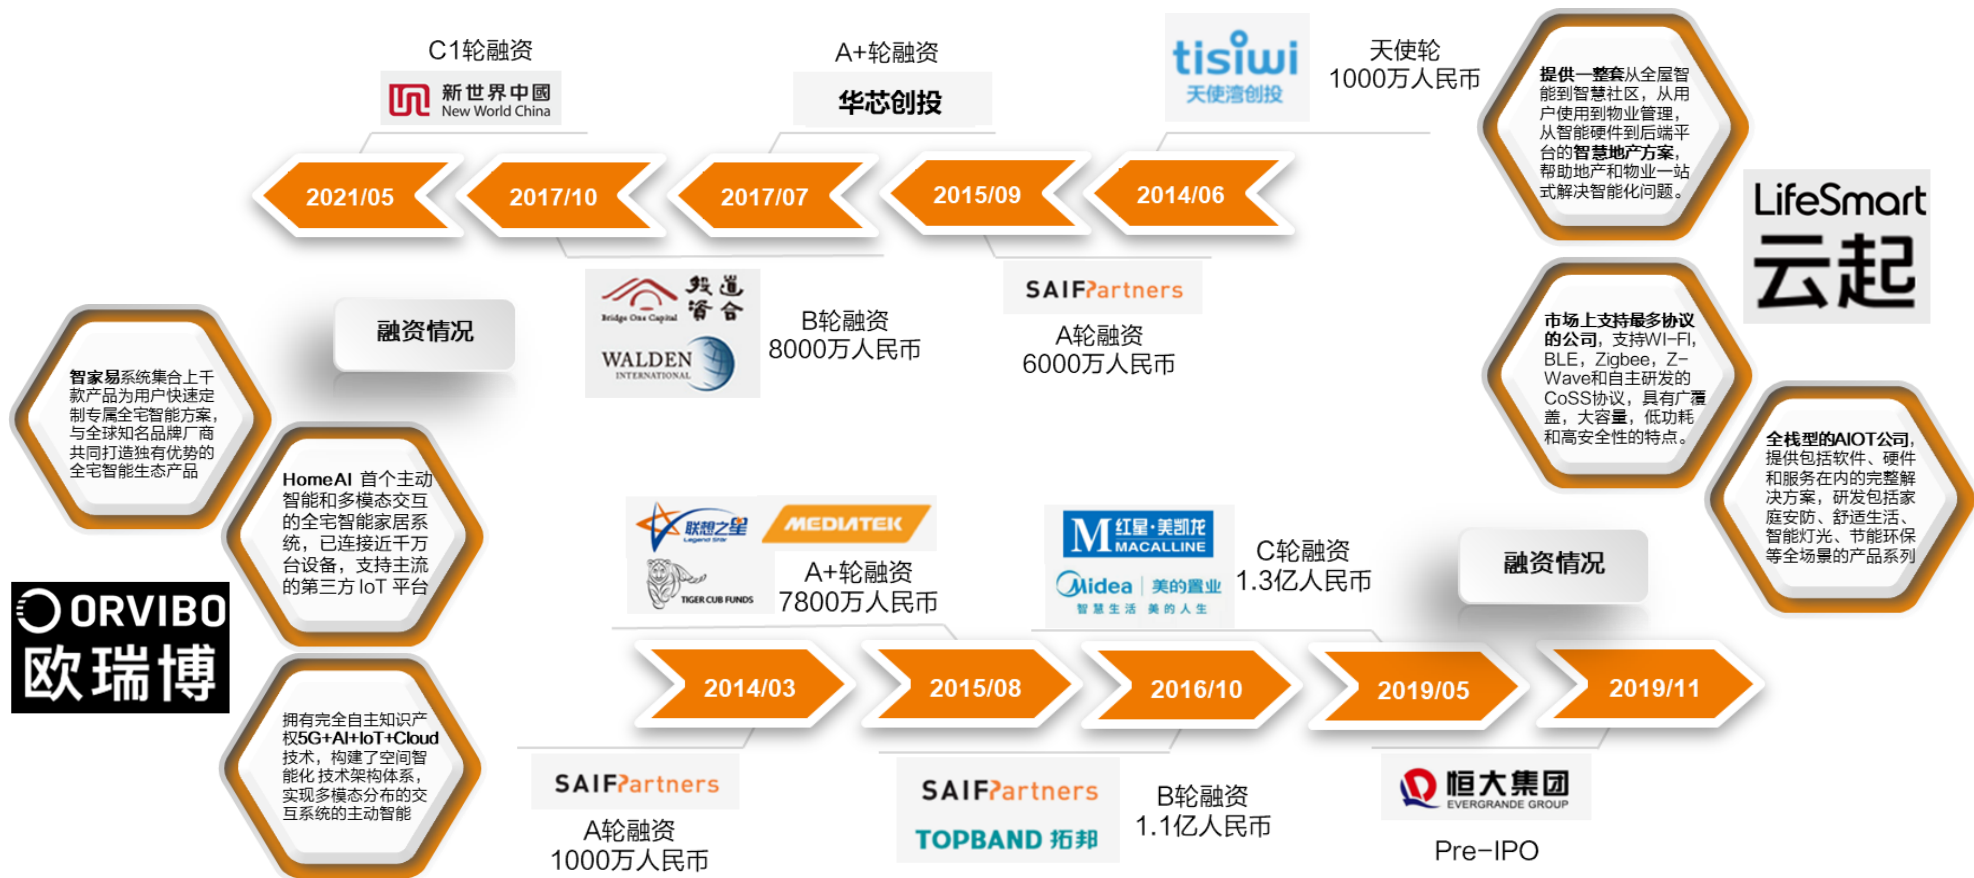 C1轮融资
新世界中國
New World China
A+轮融资
华芯创投
tisiwi
天使湾创投
天使轮
1000万人民币
2021/05
2017/10
2017/07
2015/09
2014/06
Bridge One Capital
毅道
资合
WALDEN
INTERNATIONAL
B轮融资
8000万人民币
SAIFPartners
A轮融资
6000万人民币
融资情况
提供一整套从全屋智
能到智慧社区，从用
户使用到物业管理，
从智能硬件到后端平
台的智慧地产方案，
帮助地产和物业一站
式解决智能化问题。
LifeSmart
云起
市场上支持最多协议
的公司，支持WI-FI，
BLE，Zigbee，Z-
Wave和自主研发的
CoSS协议，具有广覆
盖，大容量，低功耗
和高安全性的特点。
全栈型的AIOT公司，
提供包括软件、硬件
和服务在内的完整解
决方案，研发包括家
庭安防、舒适生活、
智能灯光、节能环保
等全场景的产品系列
智家易系统集合上千
款产品为用户快速定
制专属全宅智能方案，
与全球知名品牌厂商
共同打造独有优势的
全宅智能生态产品
HomeAI 首个主动
智能和多模态交互
的全宅智能家居系
统，已连接近千万
台设备，支持主流
的第三方 IoT 平台
ORVIBO
欧瑞博
拥有完全自主知识产
权5G+AI+IoT+Cloud
技术，构建了空间智
能化 技术架构体系，
实现多模态分布的交
互系统的主动智能
联想之星
Legend Star
MEDIATEK
TIGER CUB FUNDS
A+轮融资
7800万人民币
M 红星·美凯龙
MACALLINE
Midea 美的置业
智慧生活 美的人生
C轮融资
1.3亿人民币
融资情况
2014/03
2015/08
2016/10
2019/05
2019/11
SAIFPartners
A轮融资
1000万人民币
SAIFPartners
TOPBAND 拓邦
B轮融资
1.1亿人民币
恒大集团
EVERGRANDE GROUP
Pre-IPO